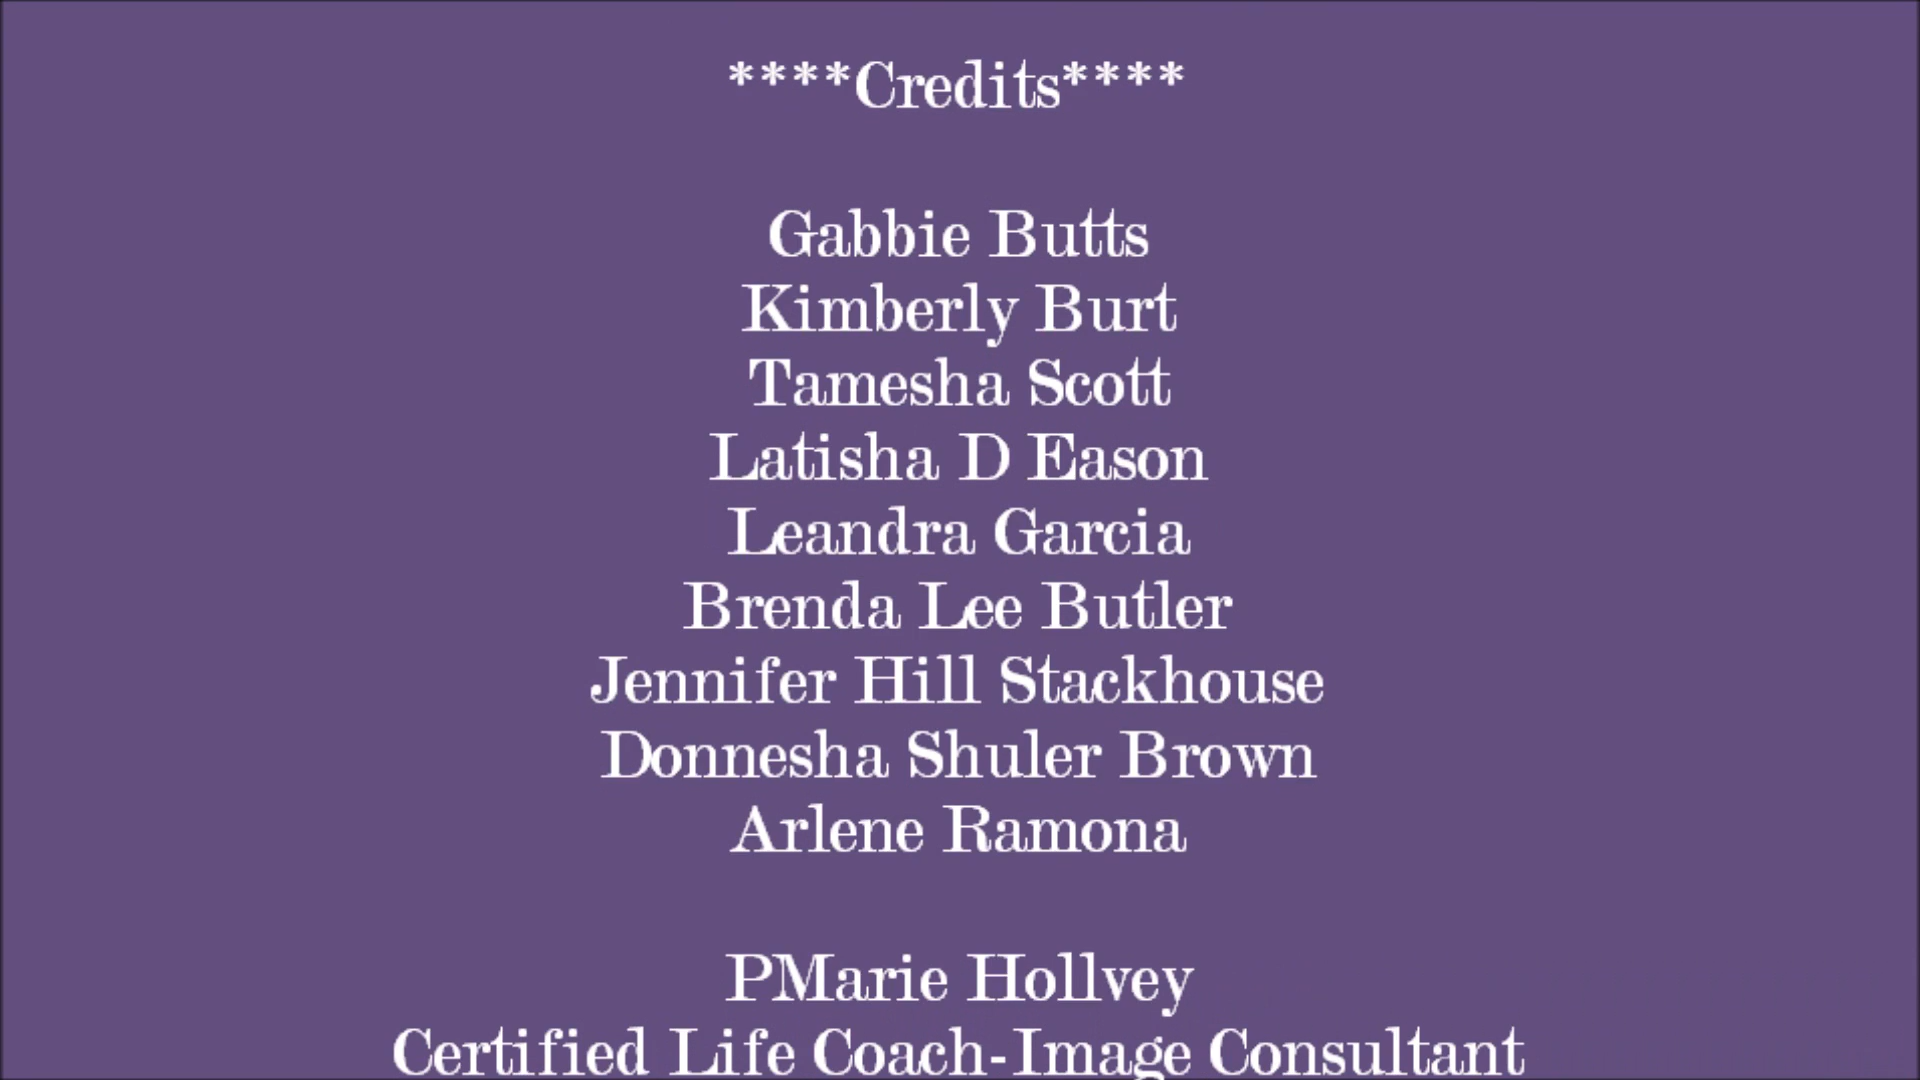 ****Credits****
Gabbie Butts
Kimberly Burt
Tamesha Scott
Latisha D Eason
Leandra Garcia
Brenda Lee Butler
Jennifer Hill Stackhouse
Donnesha Shuler Brown
Arlene Ramona
PMarie Hollvey
Certified Life Coach-Image Consultant